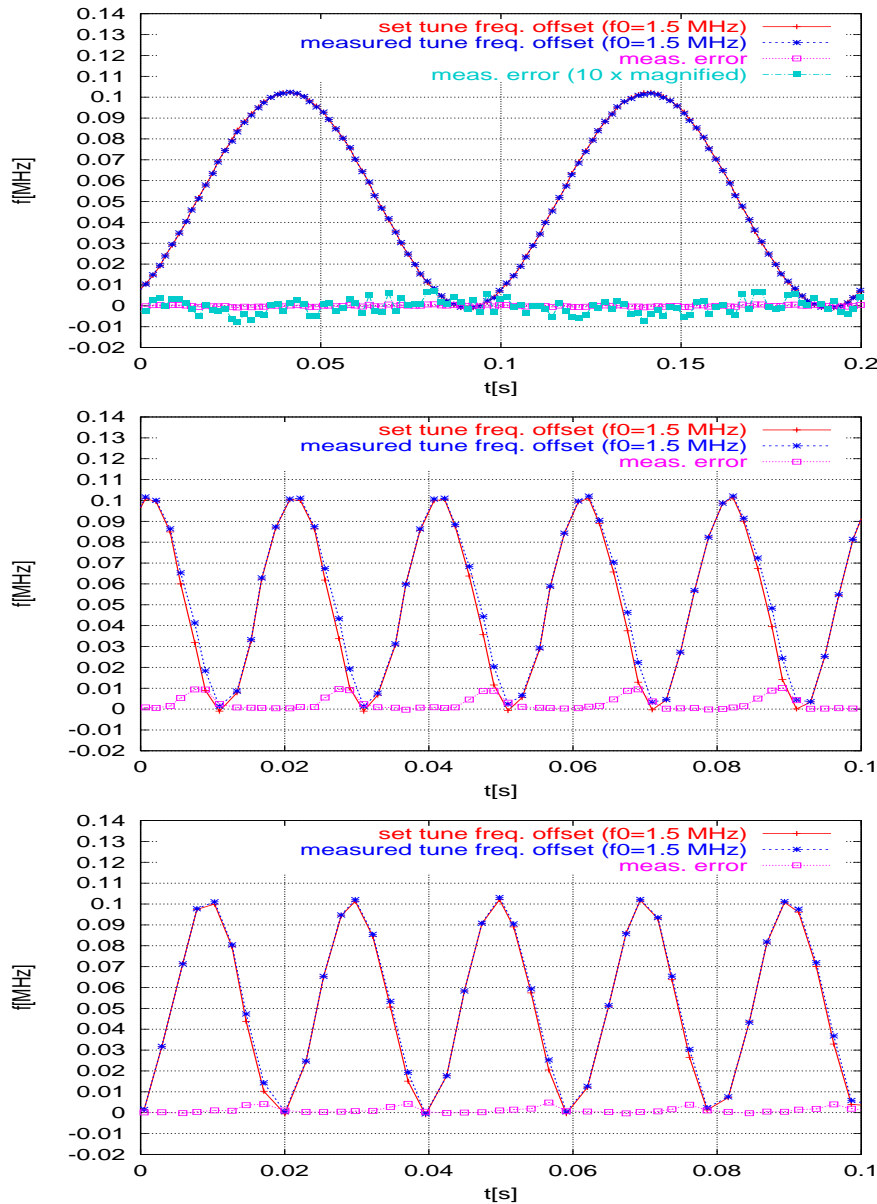 set tune freq. offset (f0=1.5 MHz)
measured tune freq. offset (f0=1.5 MHz)
meas. error
meas. error (10 x magnified)
f[MHz]
0.14
0.13
0.12
0.11
0.1
0.09
0.08
0.07
0.06
0.05
0.04
0.03
0.02
0.01
0
-0.01
-0.02
0 0.05 0.1 0.15 0.2
t[s]
set tune freq. offset (f0=1.5 MHz)
measured tune freq. offset (f0=1.5 MHz)
meas. error
f[MHz]
0.14
0.13
0.12
0.11
0.1
0.09
0.08
0.07
0.06
0.05
0.04
0.03
0.02
0.01
0
-0.01
-0.02
0 0.02 0.04 0.06 0.08 0.1
t[s]
set tune freq. offset (f0=1.5 MHz)
measured tune freq. offset (f0=1.5 MHz)
meas. error
f[MHz]
0.14
0.13
0.12
0.11
0.1
0.09
0.08
0.07
0.06
0.05
0.04
0.03
0.02
0.01
0
-0.01
-0.02
0 0.02 0.04 0.06 0.08 0.1
t[s]